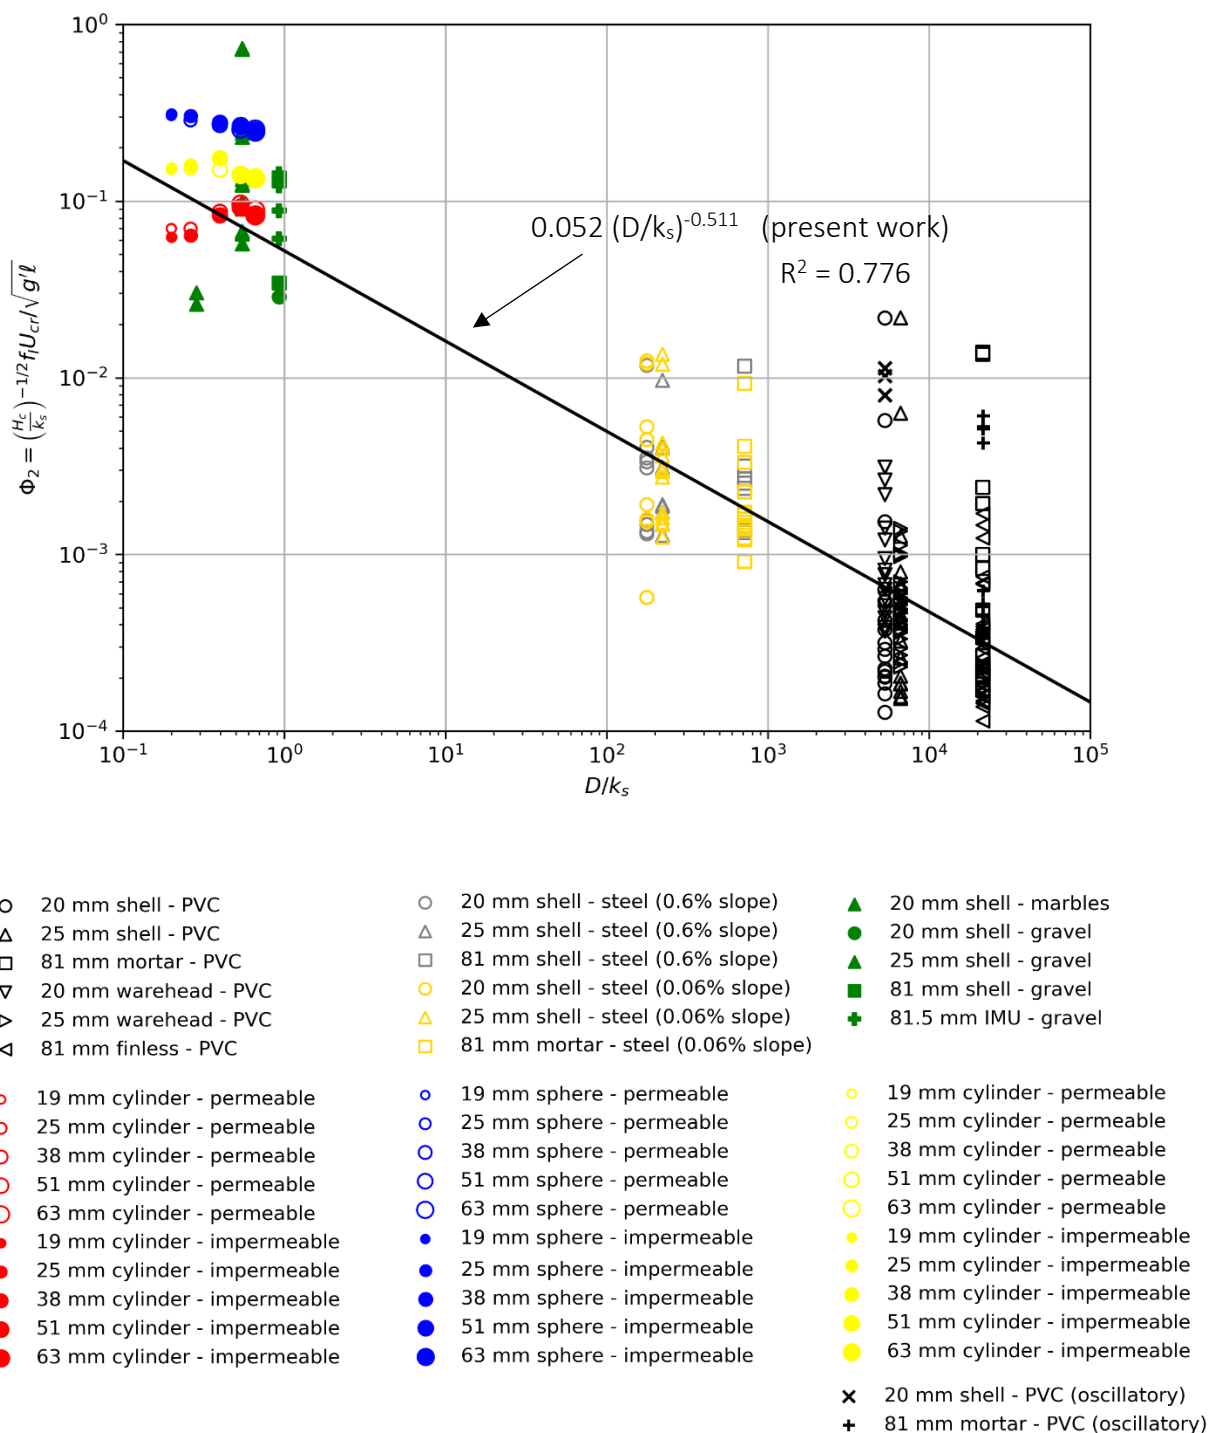 10⁰
10⁻¹
10⁻²
10⁻³
10⁻⁴
Φ₂ = (H_c/k_s)^{-1/2} f_l U_cr/√g'ℓ
0.052 (D/kₛ)^-0.511 (present work)
R² = 0.776
10⁻¹ 10⁰ 10¹ 10² 10³ 10⁴ 10⁵
D/kₛ
20 mm shell - PVC
25 mm shell - PVC
81 mm mortar - PVC
20 mm warehead - PVC
25 mm warehead - PVC
81 mm finless - PVC
20 mm shell - steel (0.6% slope)
25 mm shell - steel (0.6% slope)
81 mm shell - steel (0.6% slope)
20 mm shell - steel (0.06% slope)
25 mm shell - steel (0.06% slope)
81 mm mortar - steel (0.06% slope)
20 mm shell - marbles
20 mm shell - gravel
25 mm shell - gravel
81 mm shell - gravel
81.5 mm IMU - gravel
19 mm cylinder - permeable
25 mm cylinder - permeable
38 mm cylinder - permeable
51 mm cylinder - permeable
63 mm cylinder - permeable
19 mm cylinder - impermeable
25 mm cylinder - impermeable
38 mm cylinder - impermeable
51 mm cylinder - impermeable
63 mm cylinder - impermeable
19 mm sphere - permeable
25 mm sphere - permeable
38 mm sphere - permeable
51 mm sphere - permeable
63 mm sphere - permeable
19 mm sphere - impermeable
25 mm sphere - impermeable
38 mm sphere - impermeable
51 mm sphere - impermeable
63 mm sphere - impermeable
19 mm cylinder - permeable
25 mm cylinder - permeable
38 mm cylinder - permeable
51 mm cylinder - permeable
63 mm cylinder - permeable
19 mm cylinder - impermeable
25 mm cylinder - impermeable
38 mm cylinder - impermeable
51 mm cylinder - impermeable
63 mm cylinder - impermeable
20 mm shell - PVC (oscillatory)
81 mm mortar - PVC (oscillatory)